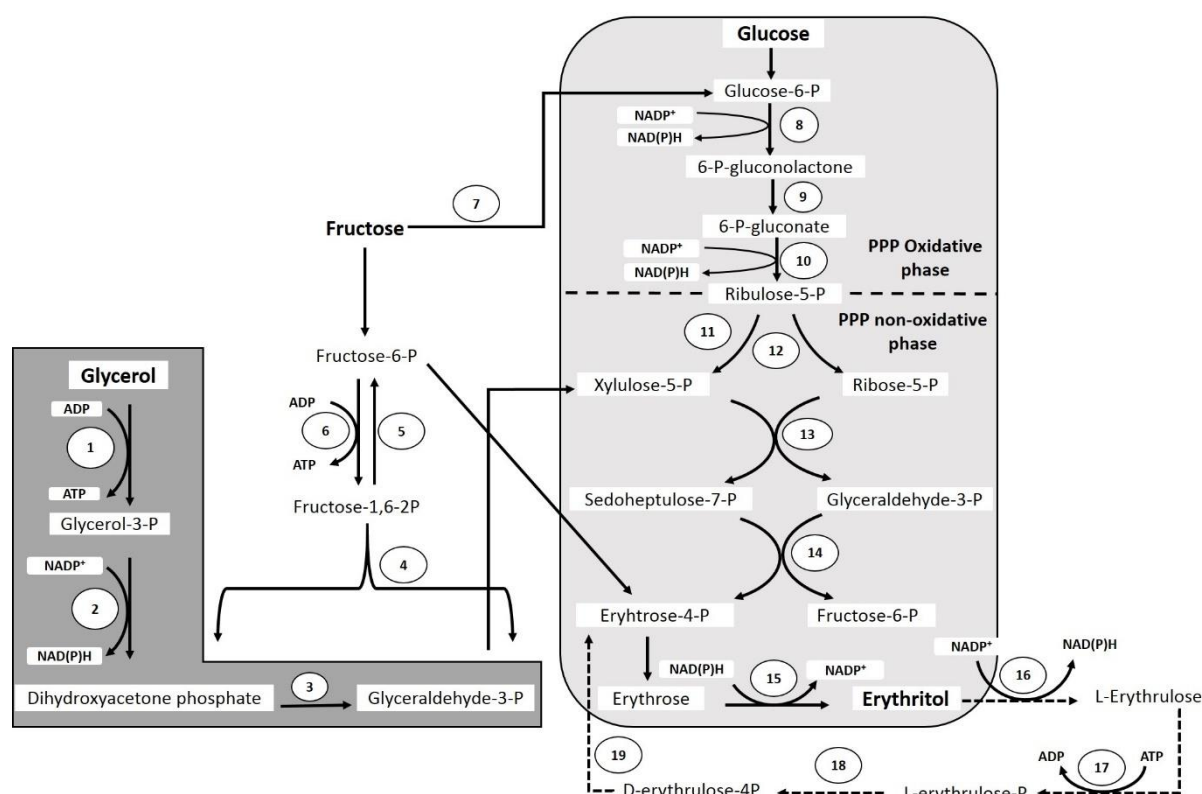 Glucose
Glucose-6-P
NADP⁺
8
NAD(P)H
6-P-gluconolactone
7
9
Fructose
6-P-gluconate
NADP⁺
10
NAD(P)H
PPP Oxidative
phase
Ribulose-5-P
11
12
PPP non-oxidative
phase
Fructose-6-P
Glycerol
Xylulose-5-P
Ribose-5-P
ADP
1
ATP
ADP
6
5
ATP
13
Glycerol-3-P
Fructose-1,6-2P
Sedoheptulose-7-P
Glyceraldehyde-3-P
NADP⁺
2
NAD(P)H
4
14
Eryhtrose-4-P
Fructose-6-P
NADP⁺
NAD(P)H
16
Dihydroxyacetone phosphate
3
Glyceraldehyde-3-P
NAD(P)H
15
NADP⁺
Erythrose
Erythritol
L-Erythrulose
19
18
ADP
17
ATP
D-erythrulose-4P
L-erythrulose-P